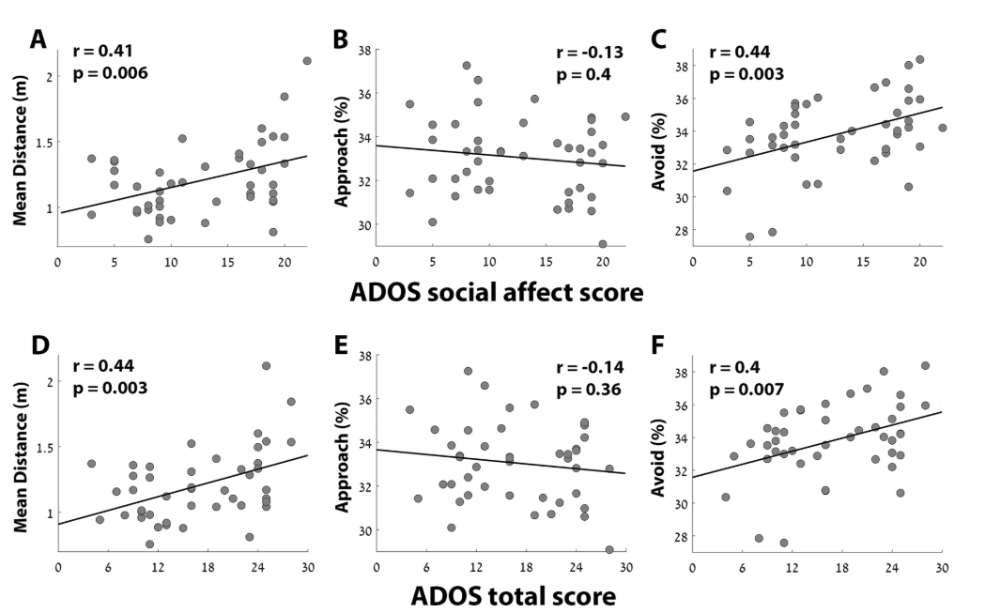 A
r = 0.41
p = 0.006
Mean Distance (m)
2
1.5
1
0 5 10 15 20
B
r = -0.13
p = 0.4
Approach (%)
38
36
34
32
30
0 5 10 15 20
C
r = 0.44
p = 0.003
Avoid (%)
38
36
34
32
30
28
0 5 10 15 20
ADOS social affect score
D
r = 0.44
p = 0.003
Mean Distance (m)
2
1.5
1
0 6 12 18 24 30
E
r = -0.14
p = 0.36
Approach (%)
38
36
34
32
30
0 6 12 18 24 30
F
r = 0.4
p = 0.007
Avoid (%)
38
36
34
32
30
28
0 6 12 18 24 30
ADOS total score